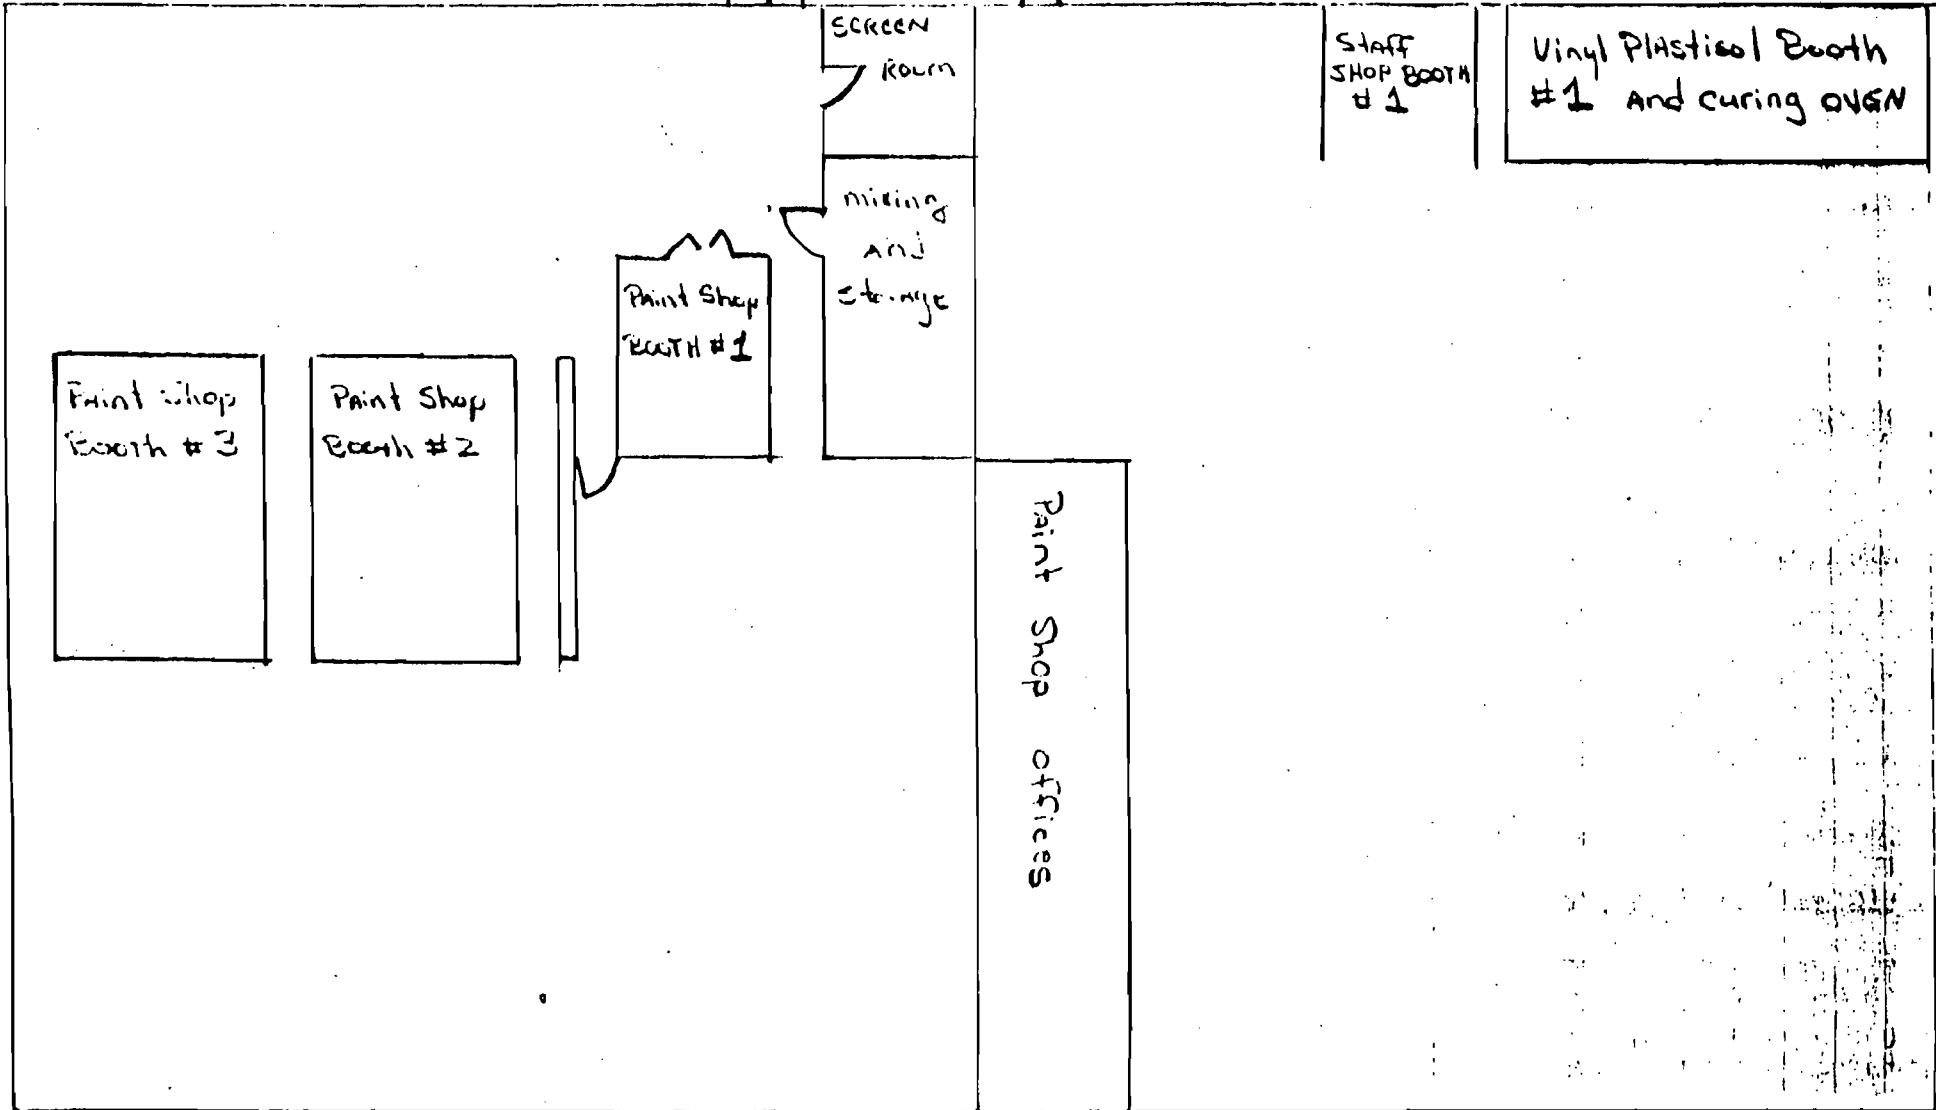 SCREEN
Room
Staff
SHOP BOOTH
#1
Vinyl Plastisol Booth
#1 And curing OVEN
mixing
And
Storage
Paint Shop
BOOTH #1
Paint Shop
Booth #3
Paint Shop
Booth #2
Paint Shop offices